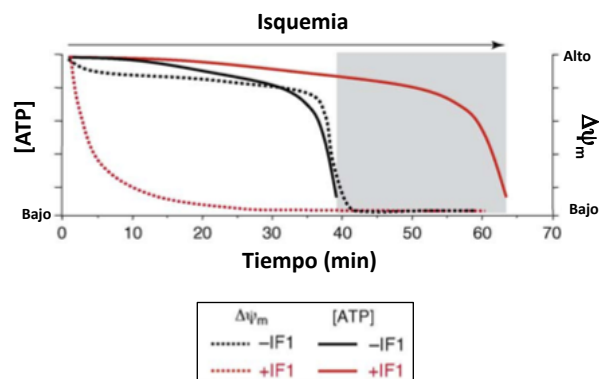 Isquemia
Alto
[ATP]
Δψm
Bajo
Bajo
0 10 20 30 40 50 60 70
Tiempo (min)
Δψm [ATP]
–IF1 –IF1
+IF1 +IF1